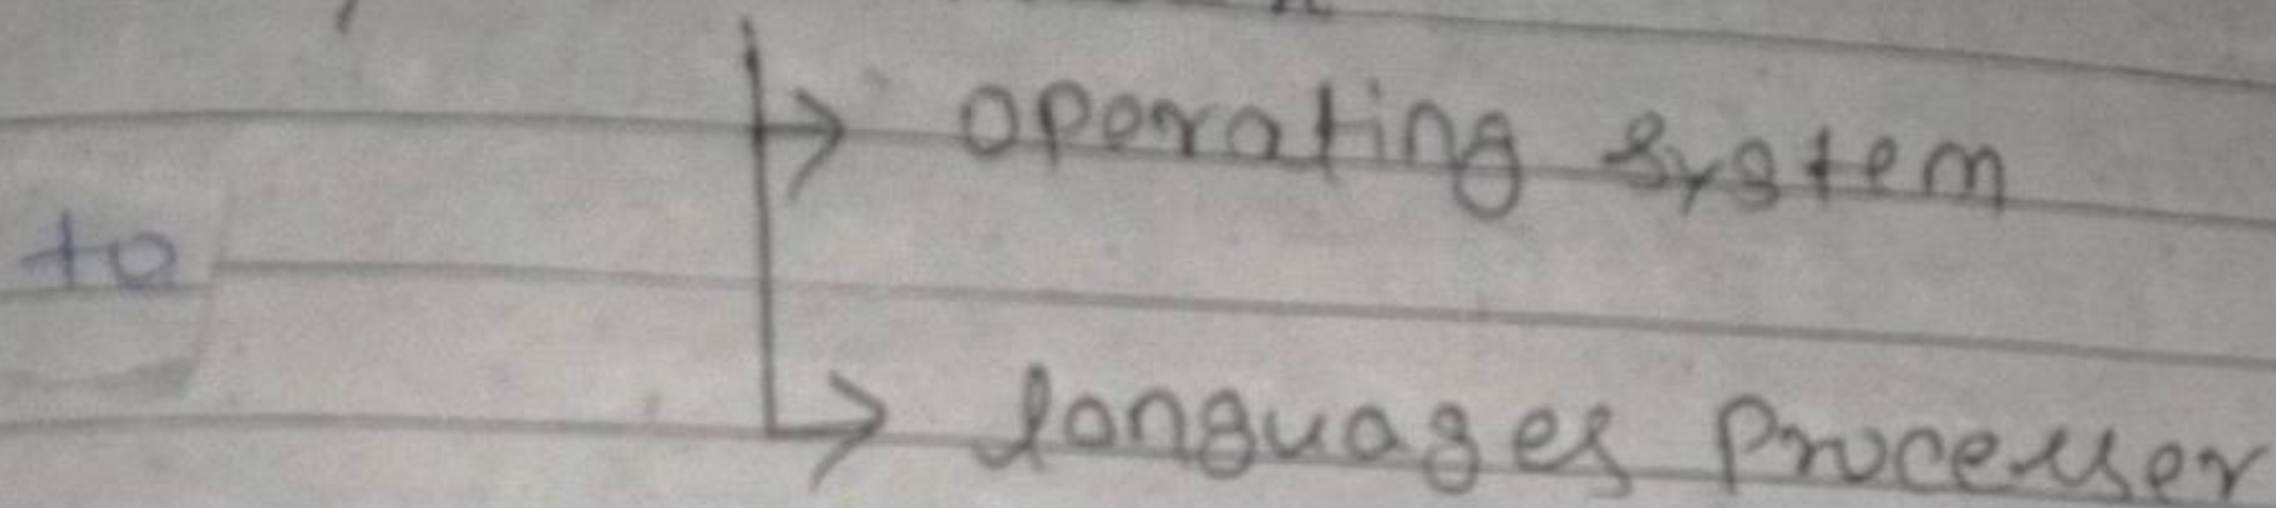 → operating system
to
→ languages Processer